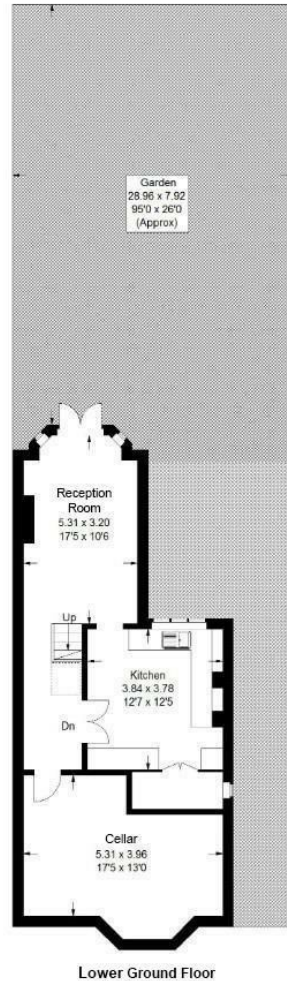 Garden
28.96 x 7.92
95'0 x 26'0
(Approx)
Reception
Room
5.31 x 3.20
17'5 x 10'6
Up
Kitchen
3.84 x 3.78
12'7 x 12'5
Dn
Cellar
5.31 x 3.96
17'5 x 13'0
Lower Ground Floor